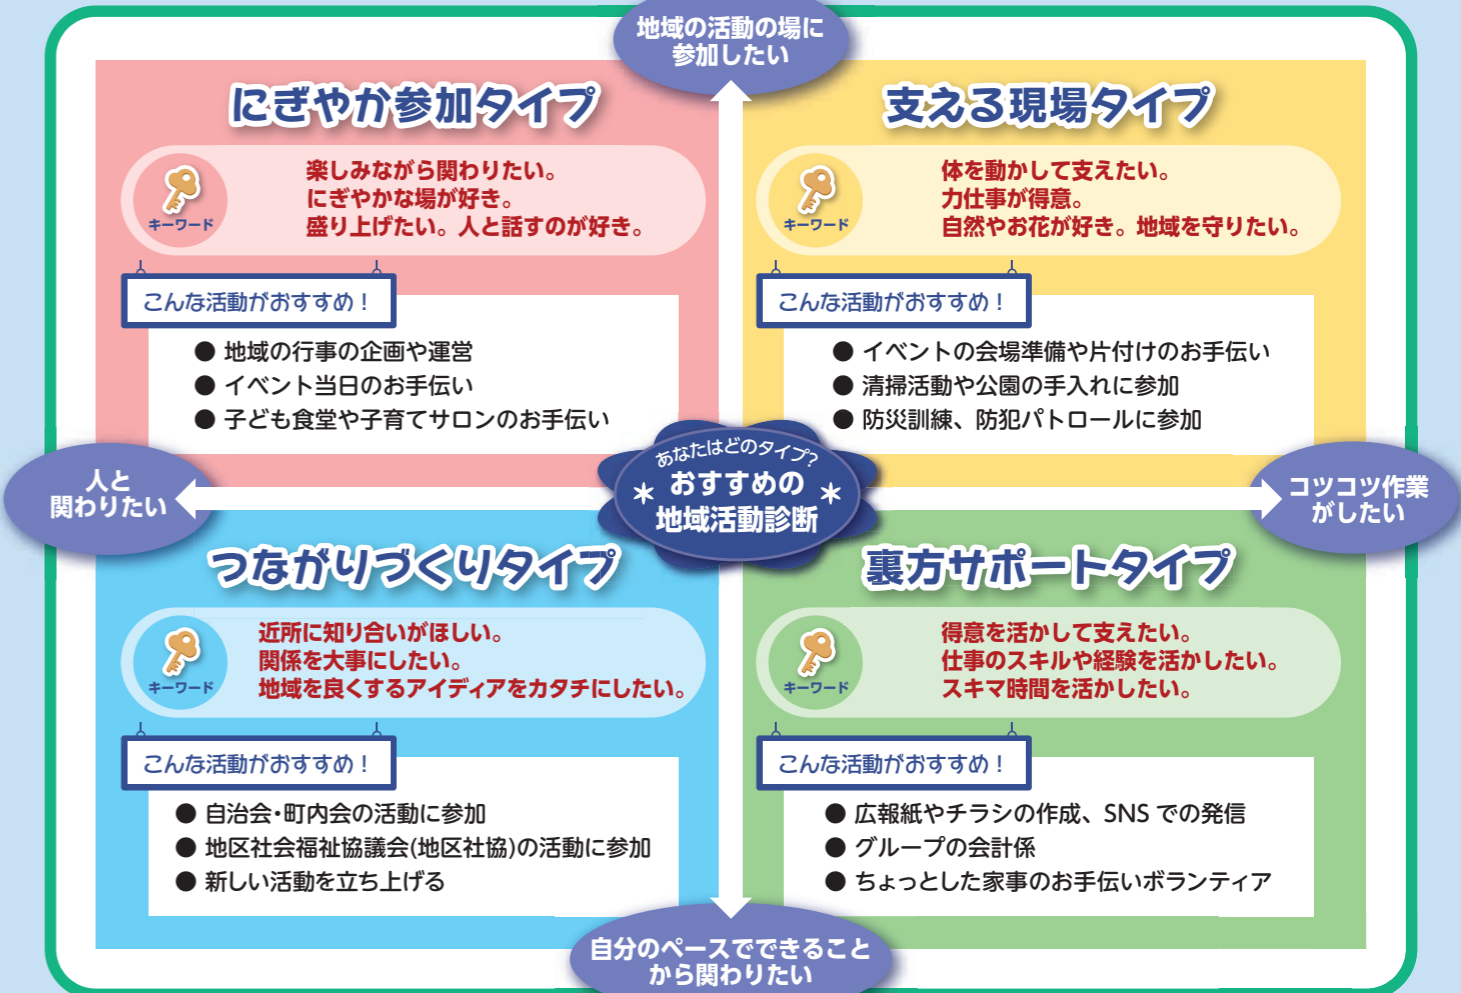 地域の活動の場に
参加したい
にぎやか参加タイプ
キーワード
楽しみながら関わりたい。
にぎやかな場が好き。
盛り上げたい。人と話すのが好き。
こんな活動がおすすめ！
● 地域の行事の企画や運営
● イベント当日のお手伝い
● 子ども食堂や子育てサロンのお手伝い
支える現場タイプ
キーワード
体を動かして支えたい。
力仕事が得意。
自然やお花が好き。地域を守りたい。
こんな活動がおすすめ！
● イベントの会場準備や片付けのお手伝い
● 清掃活動や公園の手入れに参加
● 防災訓練、防犯パトロールに参加
人と
関わりたい
あなたはどのタイプ?
おすすめの
地域活動診断
コツコツ作業
がしたい
つながりづくりタイプ
キーワード
近所に知り合いがほしい。
関係を大事にしたい。
地域を良くするアイディアをカタチにしたい。
こんな活動がおすすめ！
● 自治会・町内会の活動に参加
● 地区社会福祉協議会(地区社協)の活動に参加
● 新しい活動を立ち上げる
裏方サポートタイプ
キーワード
得意を活かして支えたい。
仕事のスキルや経験を活かしたい。
スキマ時間を活かしたい。
こんな活動がおすすめ！
● 広報紙やチラシの作成、SNS での発信
● グループの会計係
● ちょっとした家事のお手伝いボランティア
自分のペースでできること
から関わりたい